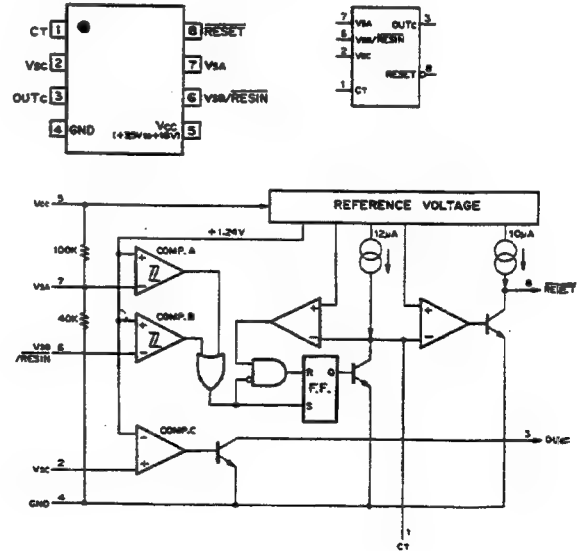 CT 1
8 RESET
VSC 2
7 VSA
OUTC 3
6 VSB/RESIN
4 GND
VCC 5
(+3.5V to +18V)
7 VSA
OUTC 3
6 VSB/RESIN
2 VSC
RESET 8
1 CT
VCC 5
REFERENCE VOLTAGE
+1.24V
12µA
10µA
COMP. A
100K
+
-
+
+
8 RESET
VSA 7
-
-
COMP. B
40K
+
VSB 6
/RESIN
-
R Q
F.F.
S
COMP.C
-
3 OUTC
VSC 2
+
GND 4
1
CT